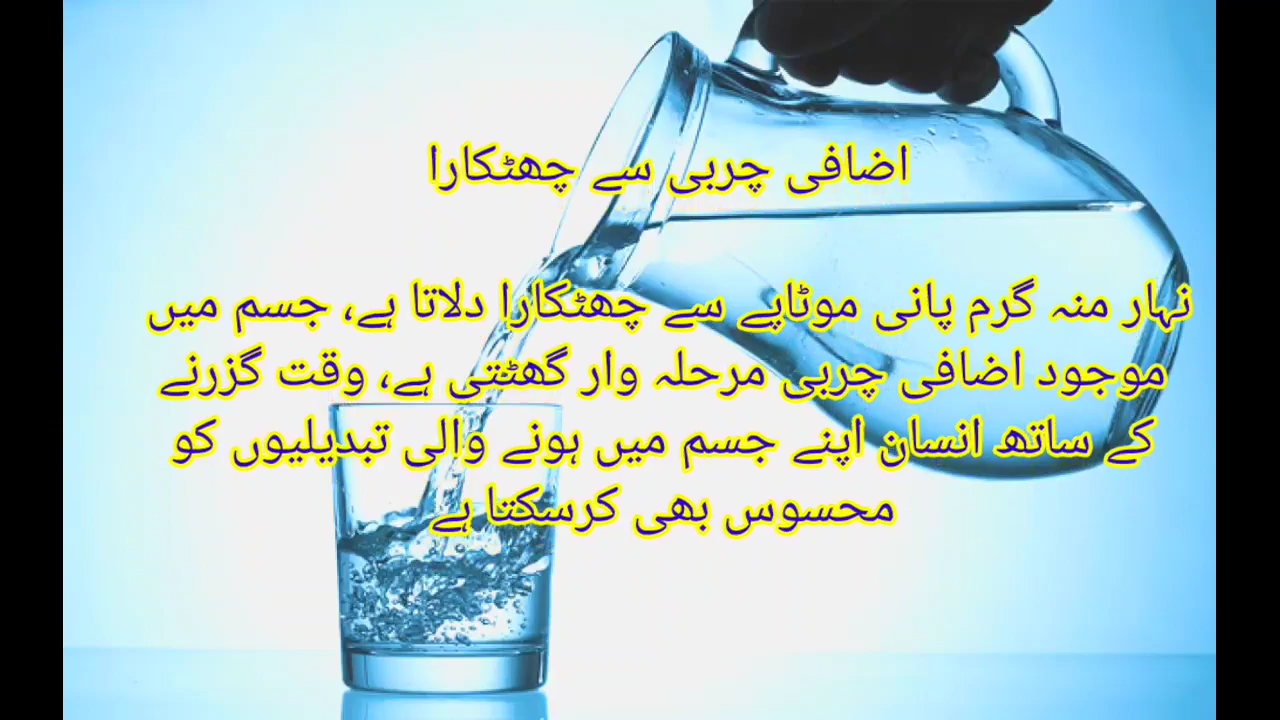 اضافی چربی سے چھٹکارا
نہار منہ گرم پانی موٹاپے سے چھٹکارا دلاتا ہے، جسم میں
موجود اضافی چربی مرحلہ وار گھٹتی ہے، وقت گزرنے
کے ساتھ انسان اپنے جسم میں ہونے والی تبدیلیوں کو
محسوس بھی کرسکتا ہے